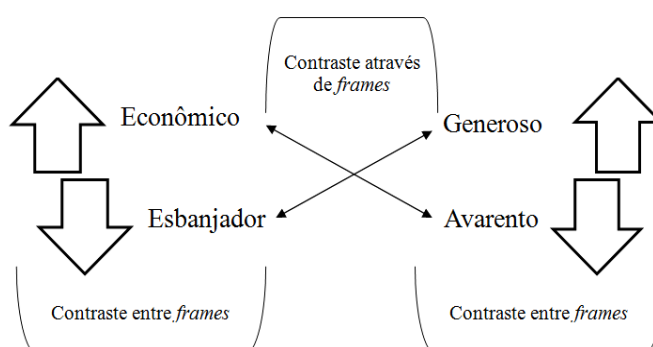 Contraste através
de frames
Econômico
Generoso
Esbanjador
Avarento
Contraste entre frames
Contraste entre frames